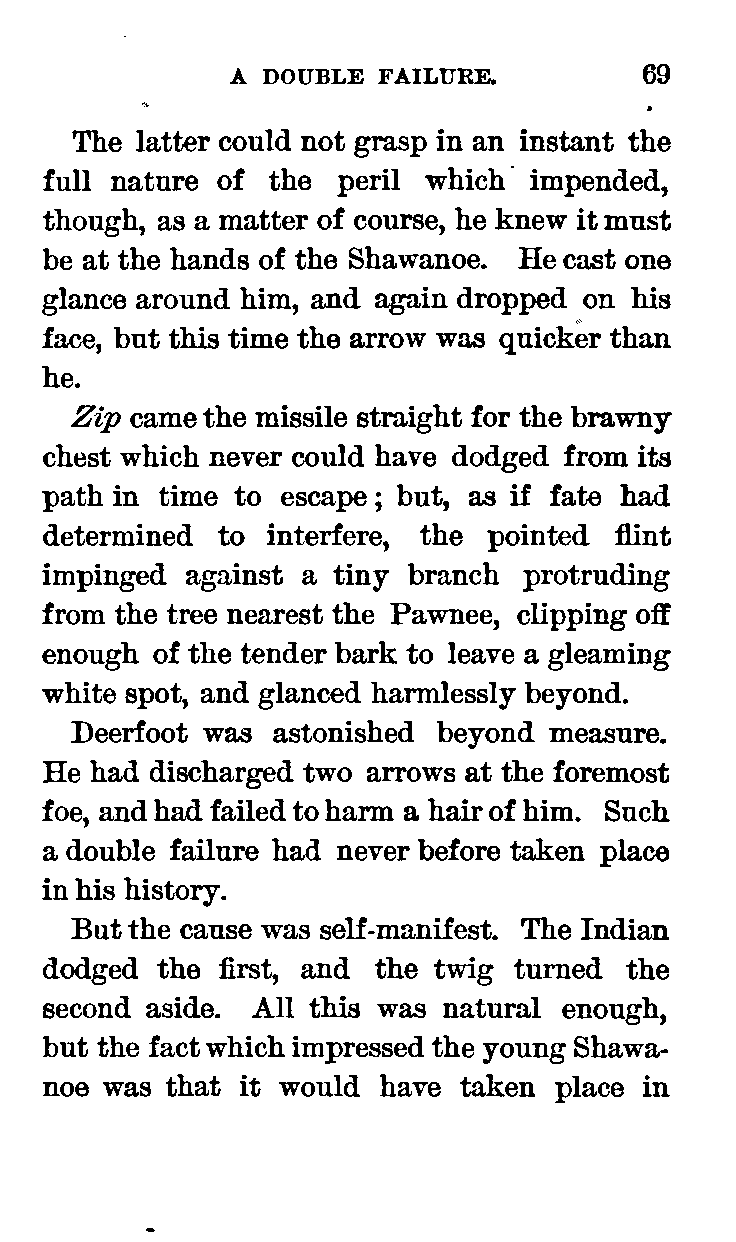 A DOUBLE FAILURE. 69
The latter could not grasp in an instant the
full nature of the peril which impended,
though, as a matter of course, he knew it must
be at the hands of the Shawanoe. He cast one
glance around him, and again dropped on his
face, but this time the arrow was quicker than
he.
Zip came the missile straight for the brawny
chest which never could have dodged from its
path in time to escape; but, as if fate had
determined to interfere, the pointed flint
impinged against a tiny branch protruding
from the tree nearest the Pawnee, clipping off
enough of the tender bark to leave a gleaming
white spot, and glanced harmlessly beyond.
Deerfoot was astonished beyond measure.
He had discharged two arrows at the foremost
foe, and had failed to harm a hair of him. Such
a double failure had never before taken place
in his history.
But the cause was self-manifest. The Indian
dodged the first, and the twig turned the
second aside. All this was natural enough,
but the fact which impressed the young Shawa-
noe was that it would have taken place in